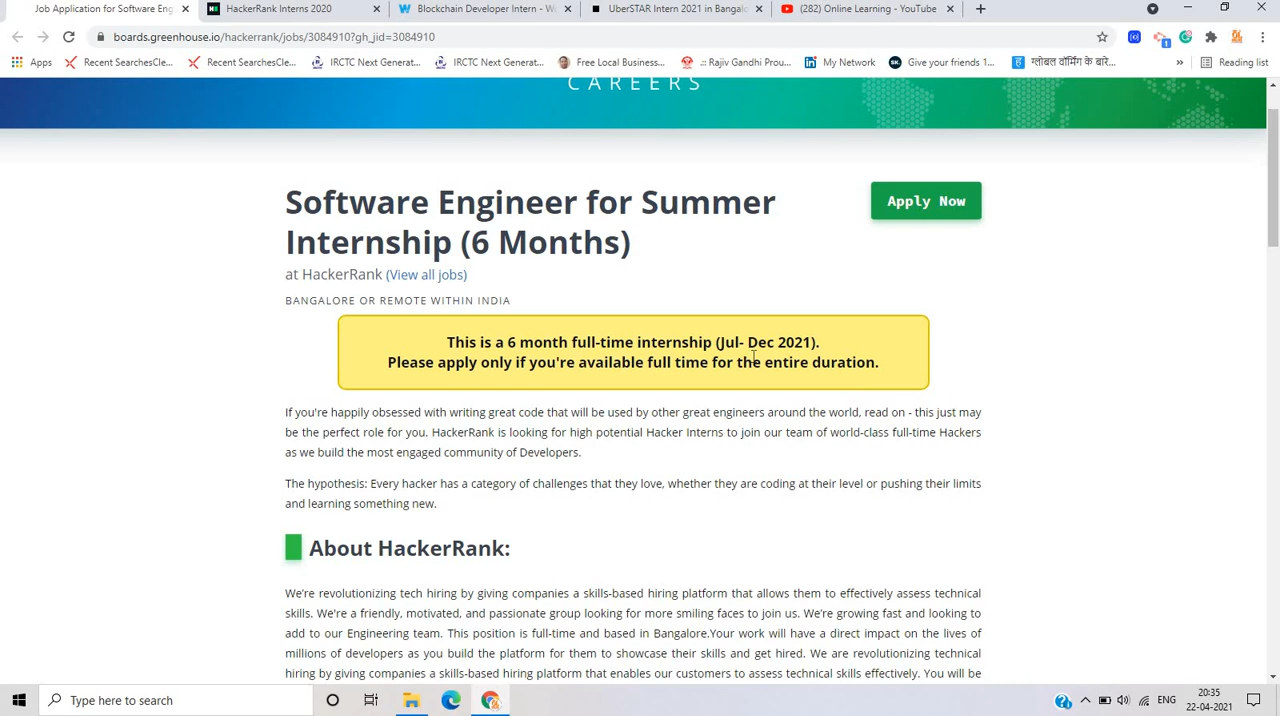 Job Application for Software Eng
HackerRank Interns 2020
Blockchain Developer Intern - W
UberSTAR Intern 2021 in Bangalo
(282) Online Learning - YouTube
boards.greenhouse.io/hackerrank/jobs/3084910?gh_jid=3084910
1
Apps
Recent SearchesCle...
Recent SearchesCle...
IRCTC Next Generat...
IRCTC Next Generat...
Free Local Business...
.:: Rajiv Gandhi Prou...
My Network
Give your friends 1...
ग्लोबल वॉर्मिंग के बारे...
»
Reading list
CAREERS
Software Engineer for Summer
Internship (6 Months)
Apply Now
at HackerRank (View all jobs)
BANGALORE OR REMOTE WITHIN INDIA
This is a 6 month full-time internship (Jul- Dec 2021).
Please apply only if you're available full time for the entire duration.
If you're happily obsessed with writing great code that will be used by other great engineers around the world, read on - this just may
be the perfect role for you. HackerRank is looking for high potential Hacker Interns to join our team of world-class full-time Hackers
as we build the most engaged community of Developers.
The hypothesis: Every hacker has a category of challenges that they love, whether they are coding at their level or pushing their limits
and learning something new.
About HackerRank:
We're revolutionizing tech hiring by giving companies a skills-based hiring platform that allows them to effectively assess technical
skills. We're a friendly, motivated, and passionate group looking for more smiling faces to join us. We're growing fast and looking to
add to our Engineering team. This position is full-time and based in Bangalore.Your work will have a direct impact on the lives of
millions of developers as you build the platform for them to showcase their skills and get hired. We are revolutionizing technical
hiring by giving companies a skills-based hiring platform that enables our customers to assess technical skills effectively. You will be
Type here to search
ENG
20:35
22-04-2021